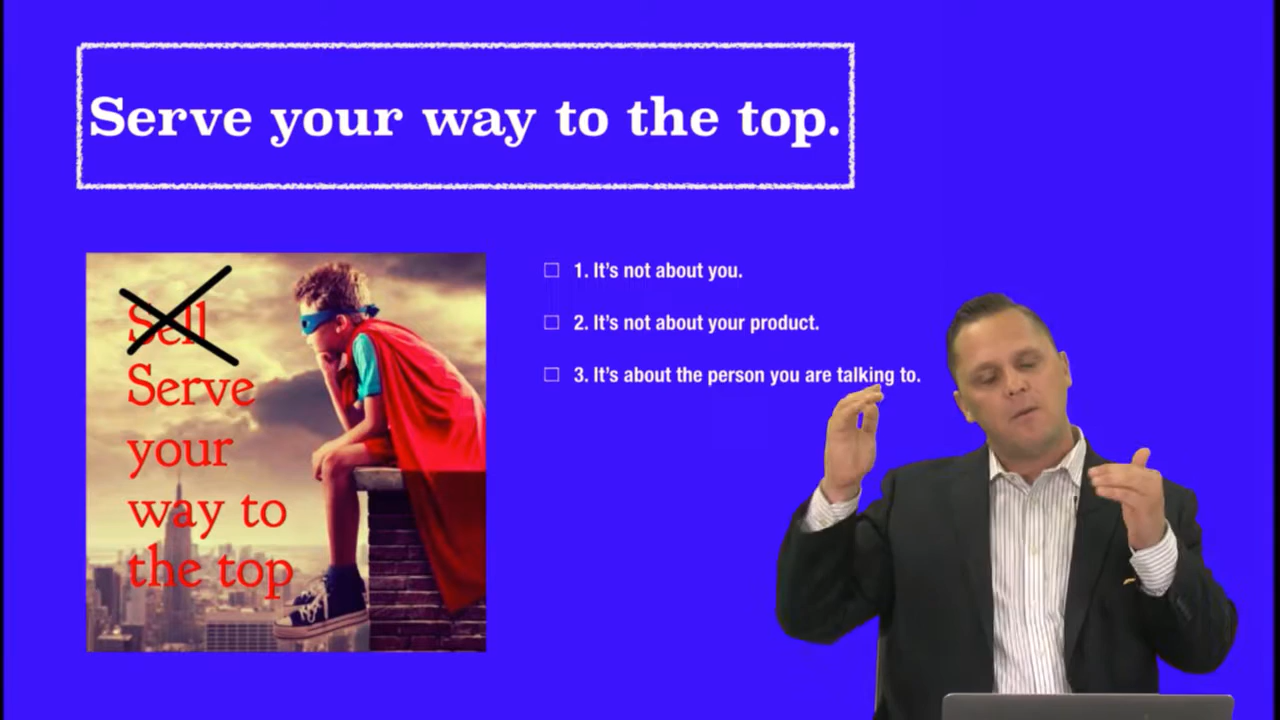 Serve your way to the top.
Sell
Serve
your
way to
the top
1. It's not about you.
2. It's not about your product.
3. It's about the person you are talking to.